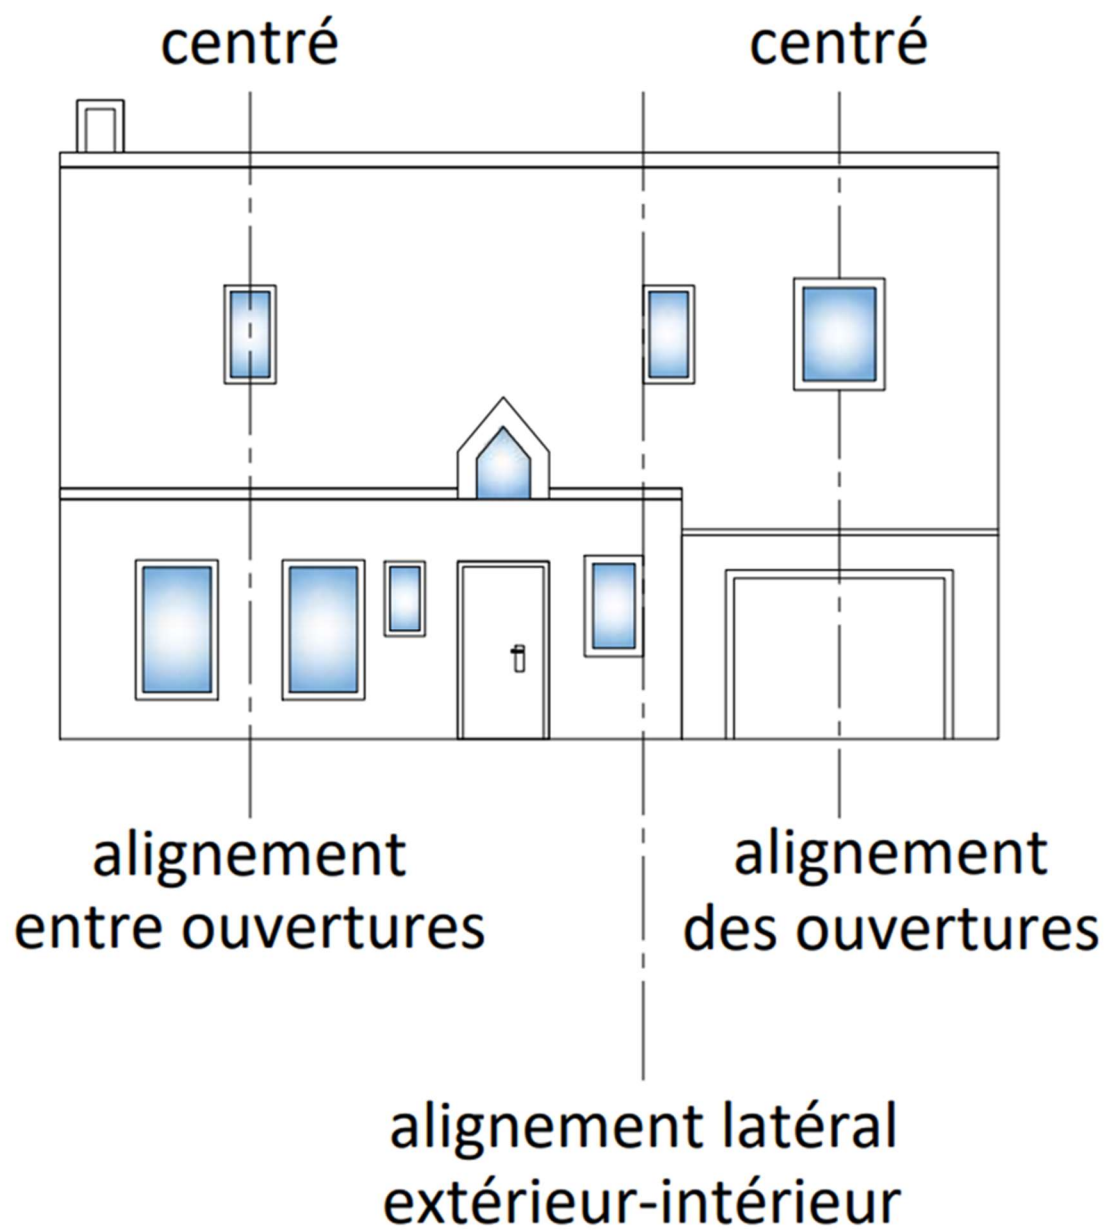 centré
centré
alignement
entre ouvertures
alignement
des ouvertures
alignement latéral
extérieur-intérieur